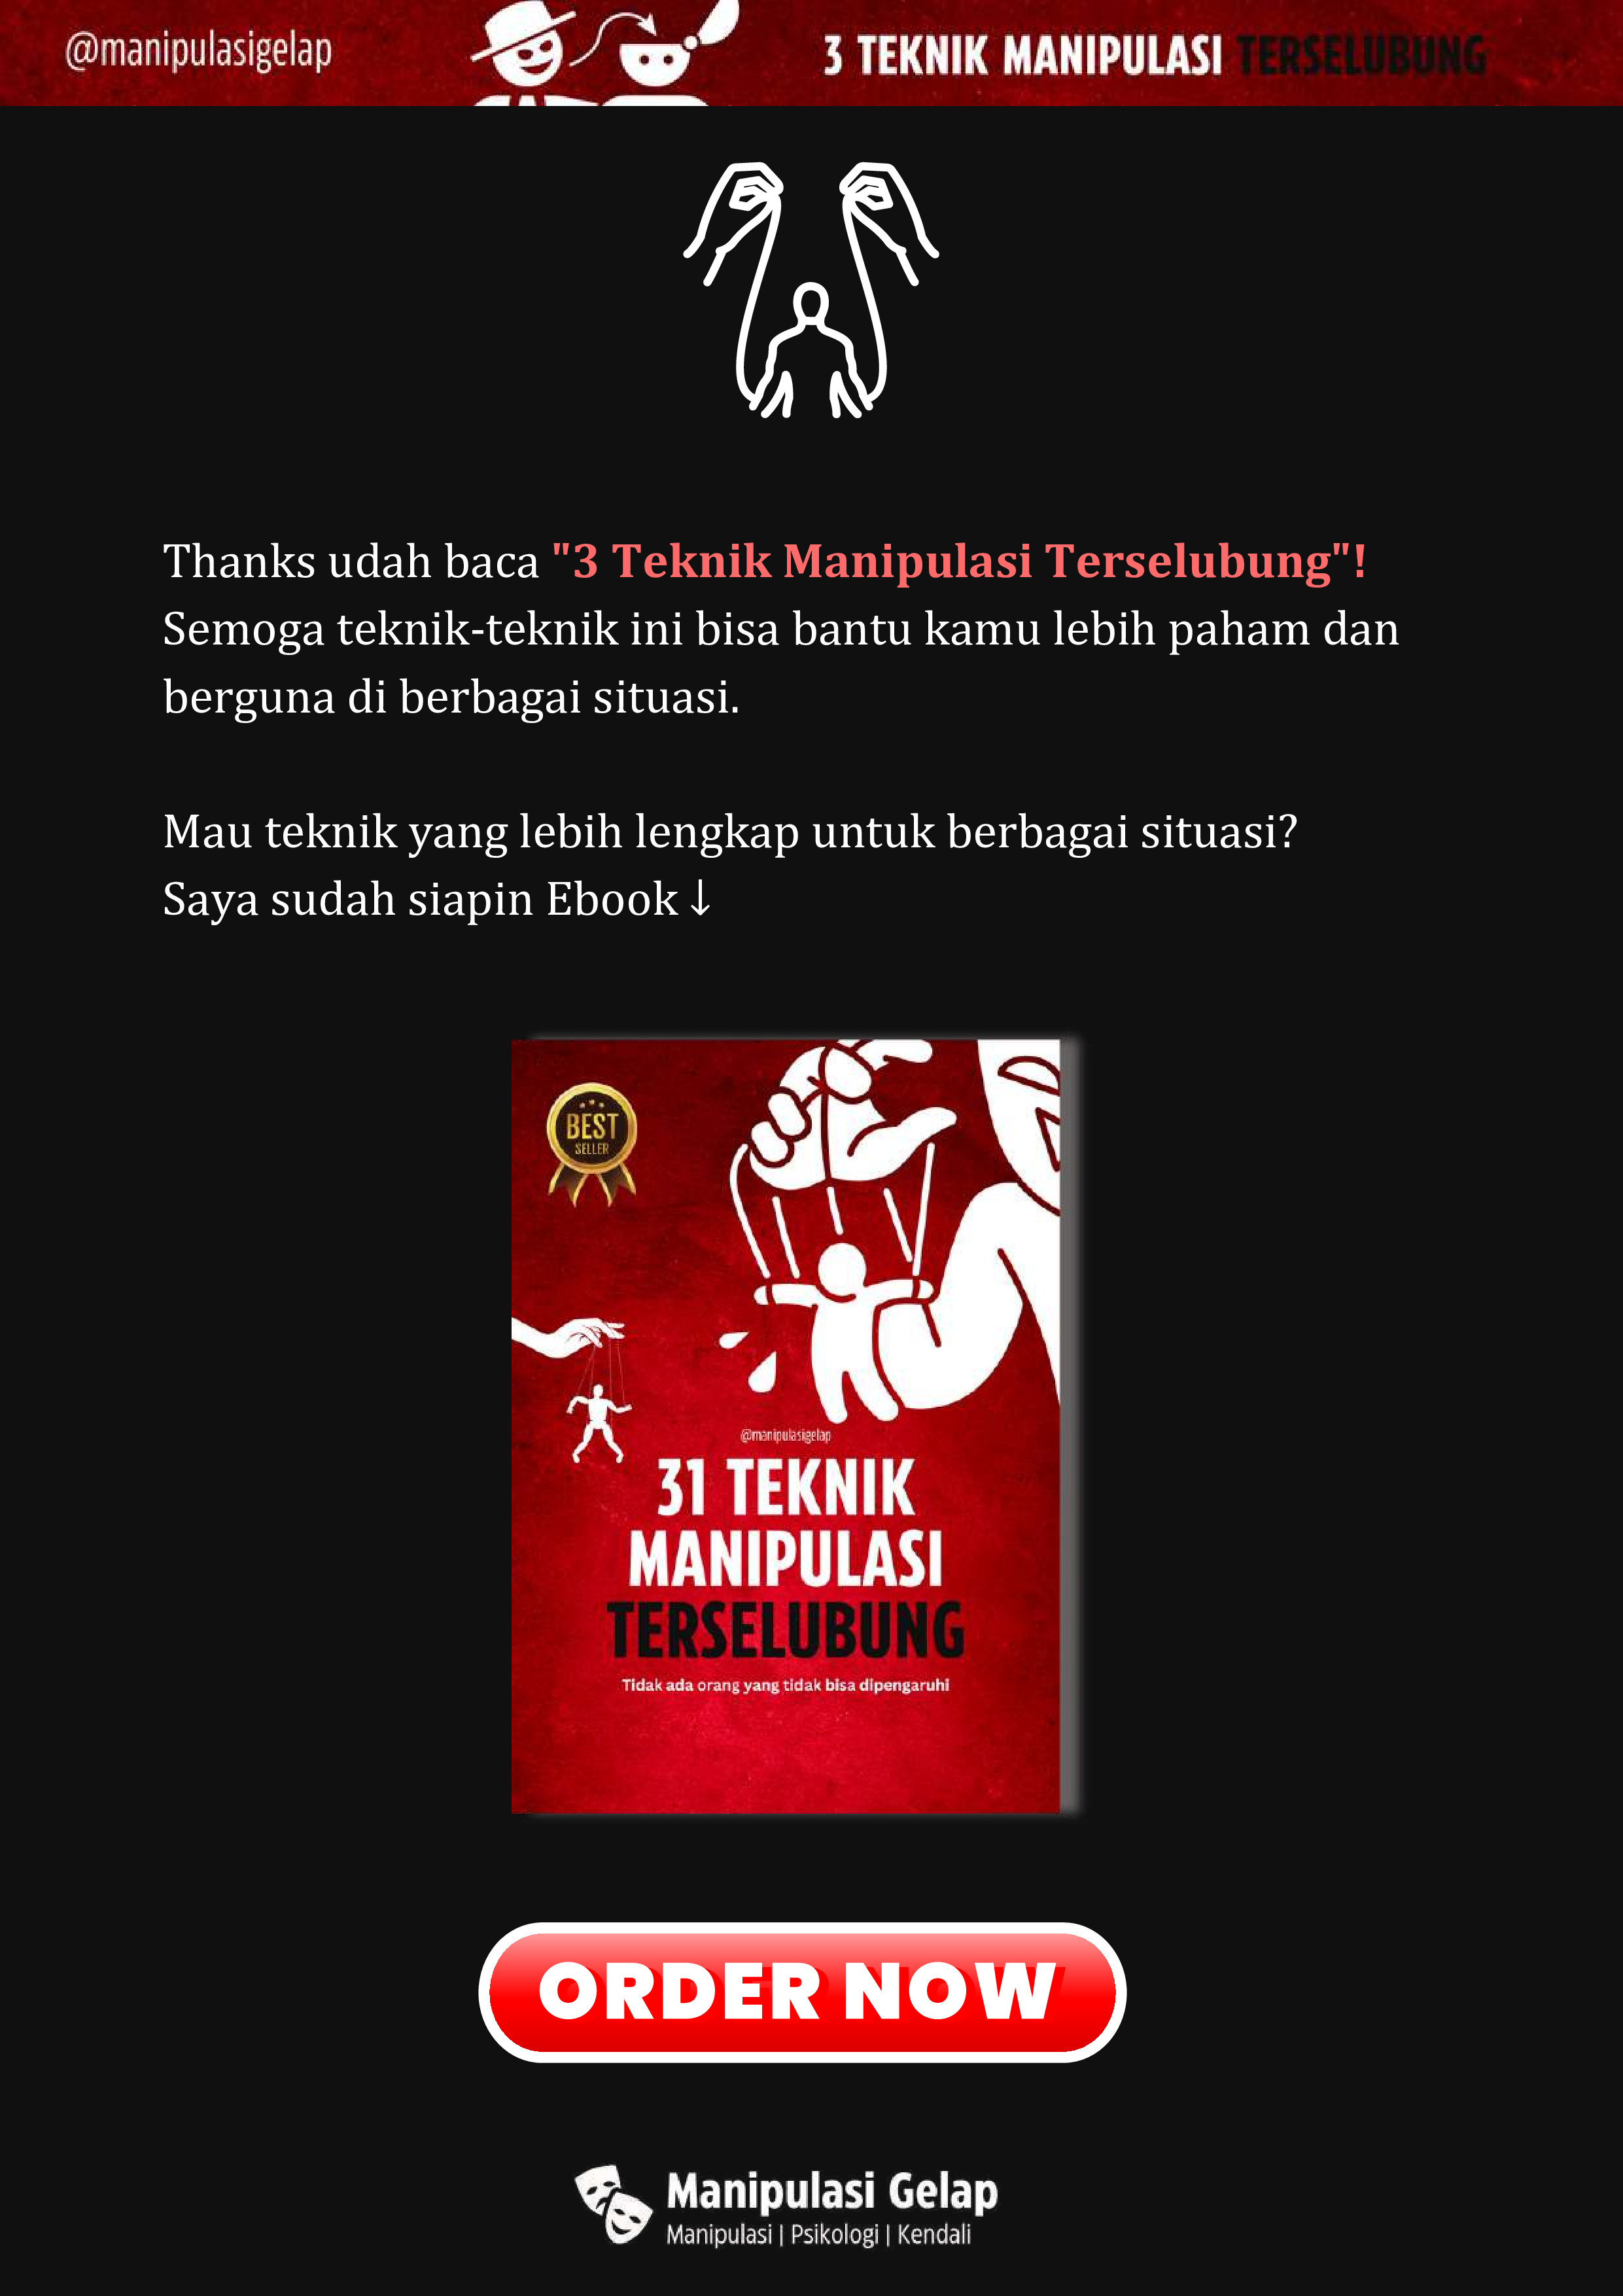 @manipulasigelap
3 TEKNIK MANIPULASI TERSELUBUNG
Thanks udah baca "3 Teknik Manipulasi Terselubung"!
Semoga teknik-teknik ini bisa bantu kamu lebih paham dan
berguna di berbagai situasi.
Mau teknik yang lebih lengkap untuk berbagai situasi?
Saya sudah siapin Ebook ↓
BEST
SELLER
@manipulasigelap
31 TEKNIK
MANIPULASI
TERSELUBUNG
Tidak ada orang yang tidak bisa dipengaruhi
ORDER NOW
Manipulasi Gelap
Manipulasi | Psikologi | Kendali